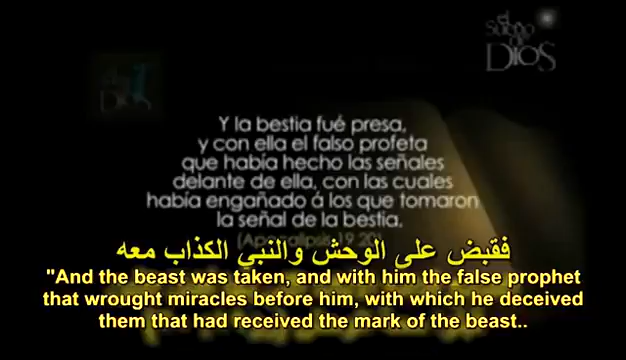 el
Sueño
de
Dios
Y la bestia fué presa,
y con ella el falso profeta
que había hecho las señales
delante de ella, con las cuales
había engañado á los que tomaron
la señal de la bestia.
(Apocalipsis 19.20)
فقبض على الوحش والنبي الكذاب معه
"And the beast was taken, and with him the false prophet
that wrought miracles before him, with which he deceived
them that had received the mark of the beast..